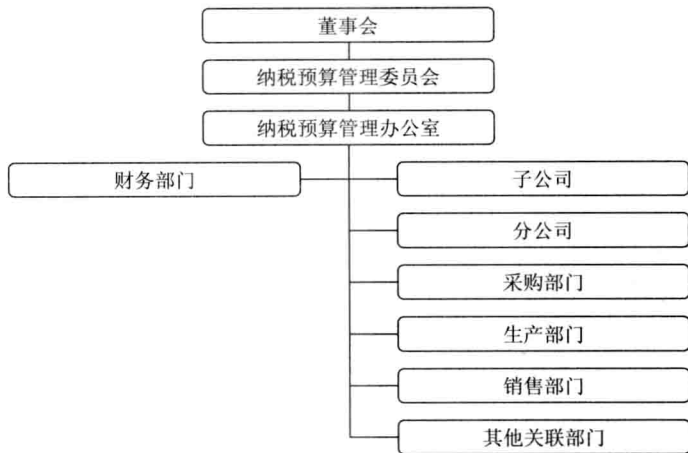 董事会
纳税预算管理委员会
纳税预算管理办公室
财务部门
子公司
分公司
采购部门
生产部门
销售部门
其他关联部门